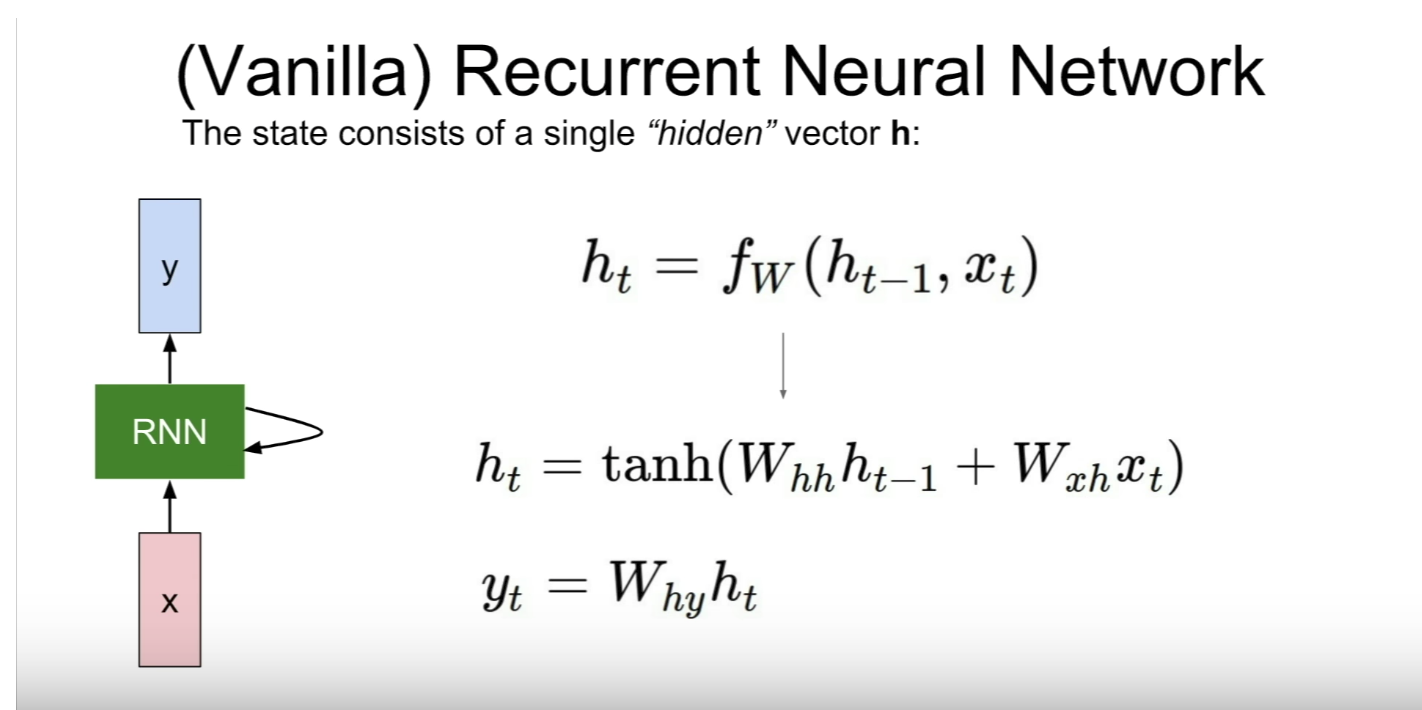 (Vanilla) Recurrent Neural Network
The state consists of a single “hidden” vector h:
y
RNN
x
h_t = f_W(h_{t−1}, x_t)
h_t = tanh(W_{hh}h_{t−1} + W_{xh}x_t)
y_t = W_{hy}h_t